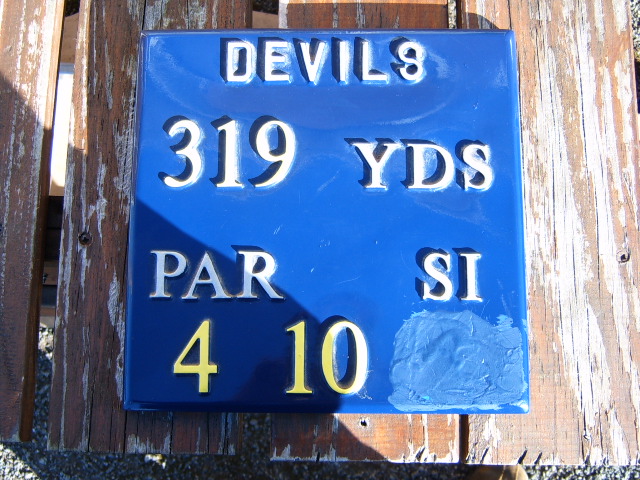 DEVILS
319 YDS
PAR SI
4 10